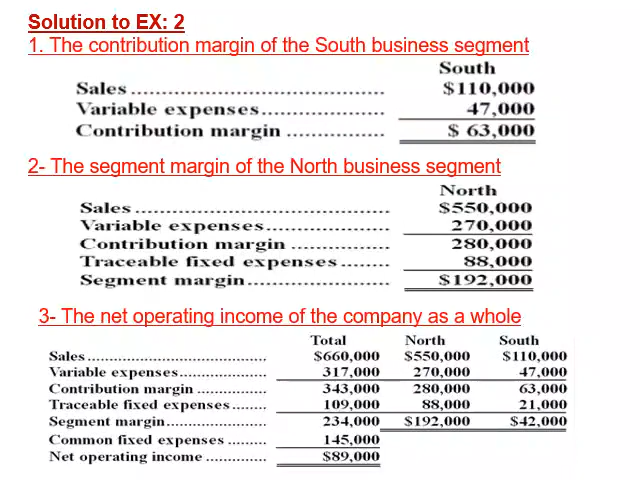 Solution to EX: 2
1. The contribution margin of the South business segment
South
Sales ......................................... $110,000
Variable expenses.................... 47,000
Contribution margin ................ $ 63,000
2- The segment margin of the North business segment
North
Sales ......................................... $550,000
Variable expenses.................... 270,000
Contribution margin ................ 280,000
Traceable fixed expenses ........ 88,000
Segment margin....................... $192,000
3- The net operating income of the company as a whole
Total North South
Sales ......................................... $660,000 $550,000 $110,000
Variable expenses.................... 317,000 270,000 47,000
Contribution margin ................ 343,000 280,000 63,000
Traceable fixed expenses ........ 109,000 88,000 21,000
Segment margin....................... 234,000 $192,000 $42,000
Common fixed expenses ......... 145,000
Net operating income .............. $89,000